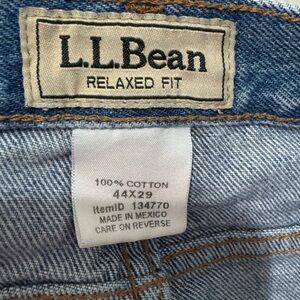 L.L.Bean
RELAXED FIT
100% COTTON
44X29
ItemID 134770
MADE IN MEXICO
CARE ON REVERSE